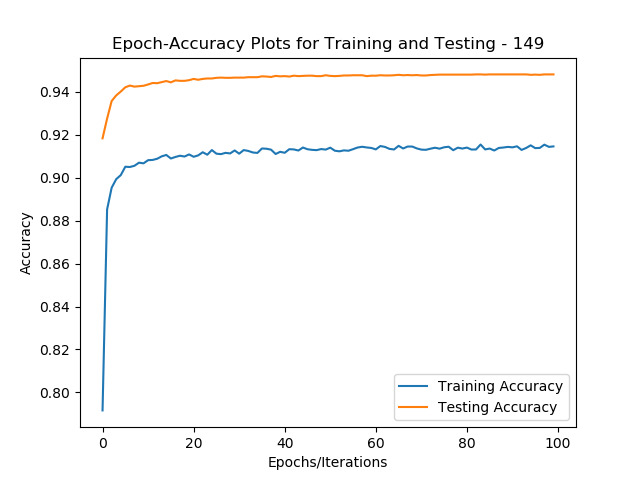 Epoch-Accuracy Plots for Training and Testing - 149
Accuracy
0.94
0.92
0.90
0.88
0.86
0.84
0.82
0.80
Training Accuracy
Testing Accuracy
0 20 40 60 80 100
Epochs/Iterations